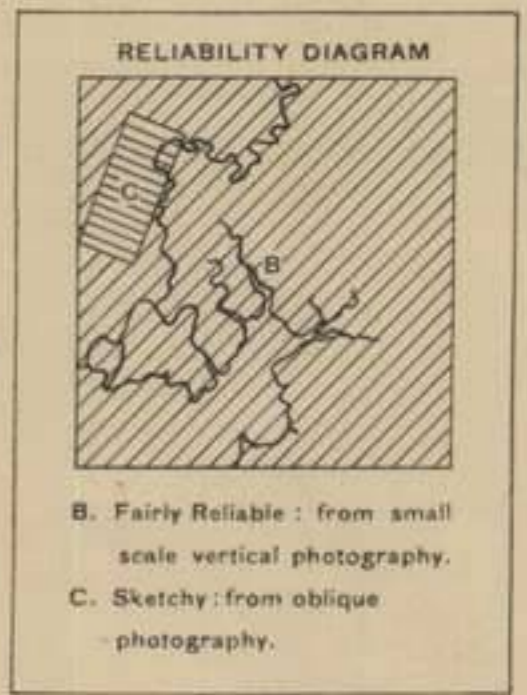 RELIABILITY DIAGRAM
C
B
B. Fairly Reliable : from small
scale vertical photography.
C. Sketchy : from oblique
photography.